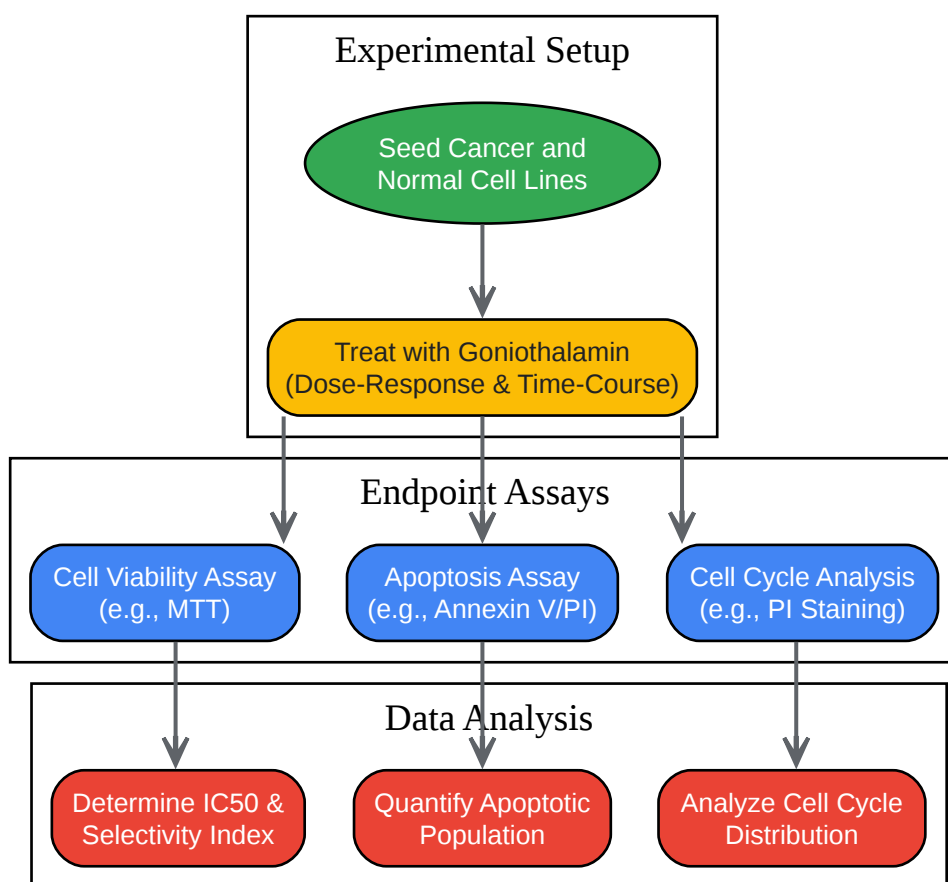 Experimental Setup
Seed Cancer and
Normal Cell Lines
Treat with Goniothalamin
(Dose-Response & Time-Course)
Endpoint Assays
Cell Viability Assay
(e.g., MTT)
Apoptosis Assay
(e.g., Annexin V/PI)
Cell Cycle Analysis
(e.g., PI Staining)
Data Analysis
Determine IC50 &
Selectivity Index
Quantify Apoptotic
Population
Analyze Cell Cycle
Distribution